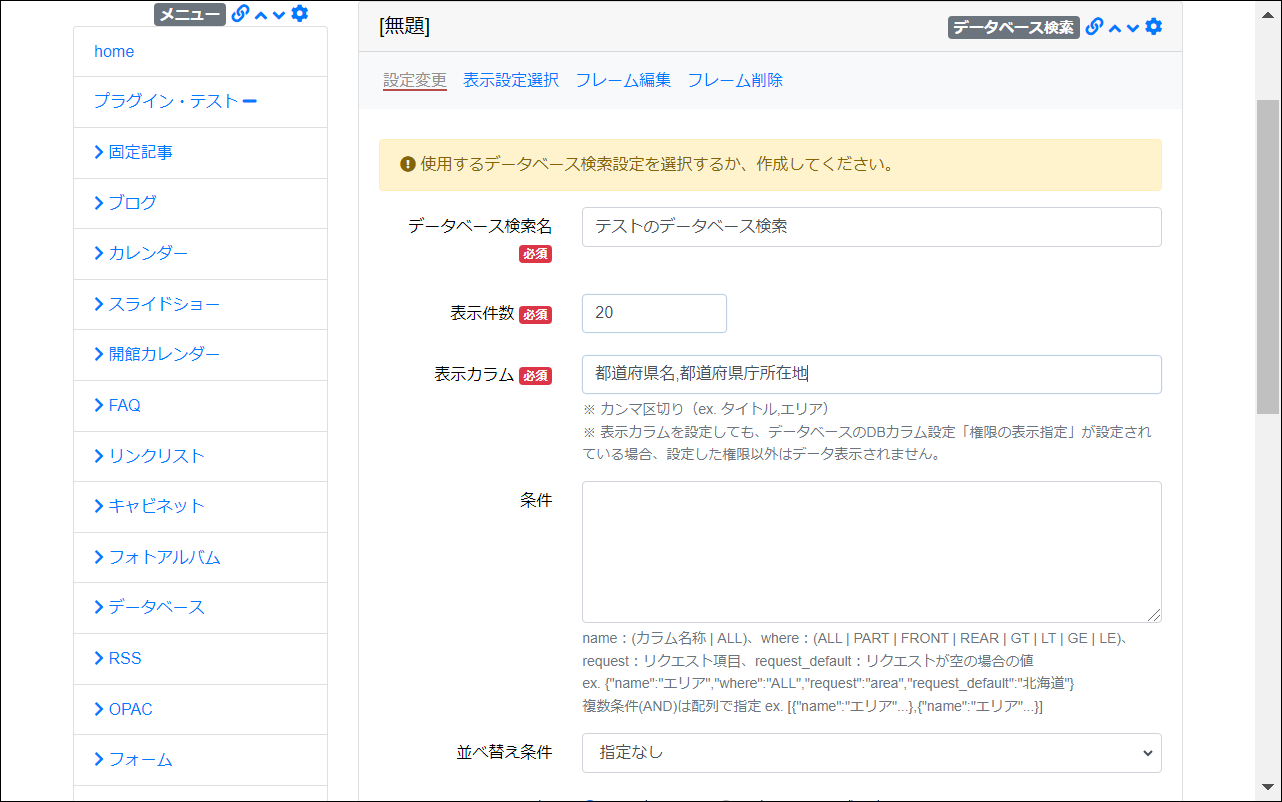 メニュー
home
プラグイン・テスト
固定記事
ブログ
カレンダー
スライドショー
開館カレンダー
FAQ
リンクリスト
キャビネット
フォトアルバム
データベース
RSS
OPAC
フォーム
[無題]
データベース検索
設定変更 表示設定選択 フレーム編集 フレーム削除
使用するデータベース検索設定を選択するか、作成してください。
データベース検索名 必須
テストのデータベース検索
表示件数 必須
20
表示カラム 必須
都道府県名,都道府県庁所在地
※ カンマ区切り（ex. タイトル,エリア）
※ 表示カラムを設定しても、データベースのDBカラム設定「権限の表示指定」が設定され
ている場合、設定した権限以外はデータ表示されません。
条件
name：(カラム名称 | ALL)、where：(ALL | PART | FRONT | REAR | GT | LT | GE | LE)、
request：リクエスト項目、request_default：リクエストが空の場合の値
ex. {"name":"エリア","where":"ALL","request":"area","request_default":"北海道"}
複数条件(AND)は配列で指定 ex. [{"name":"エリア"...},{"name":"エリア"...}]
並べ替え条件
指定なし